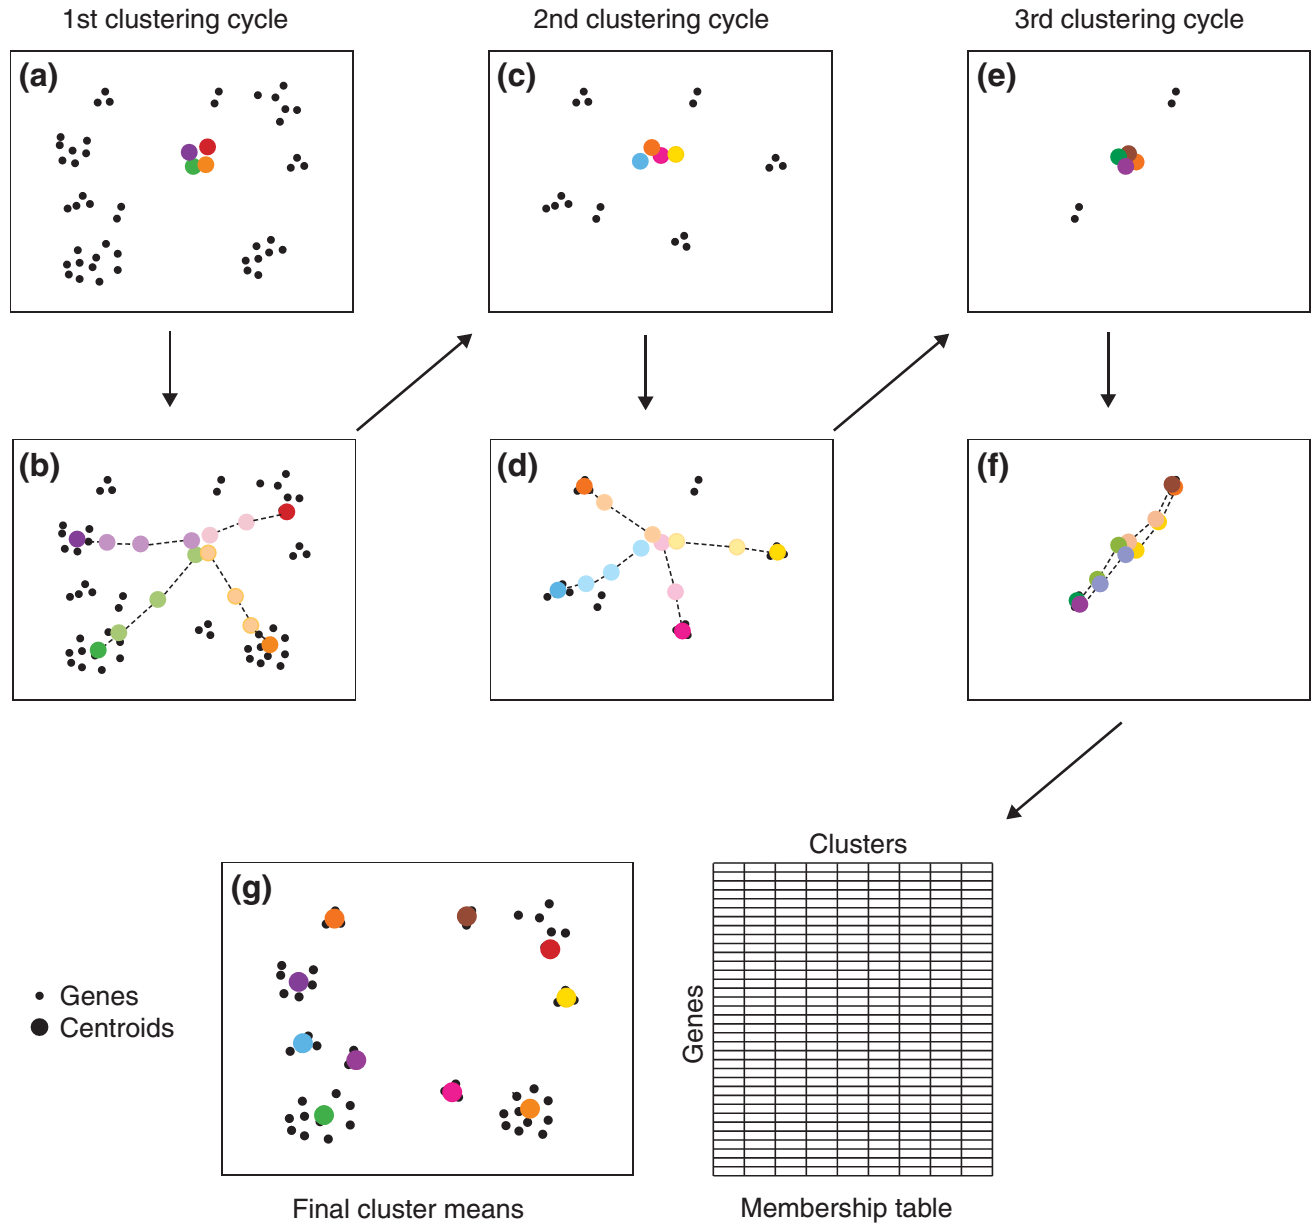 1st clustering cycle
2nd clustering cycle
3rd clustering cycle
(a)
(c)
(e)
(b)
(d)
(f)
Clusters
(g)
Genes
Centroids
Genes
Final cluster means
Membership table